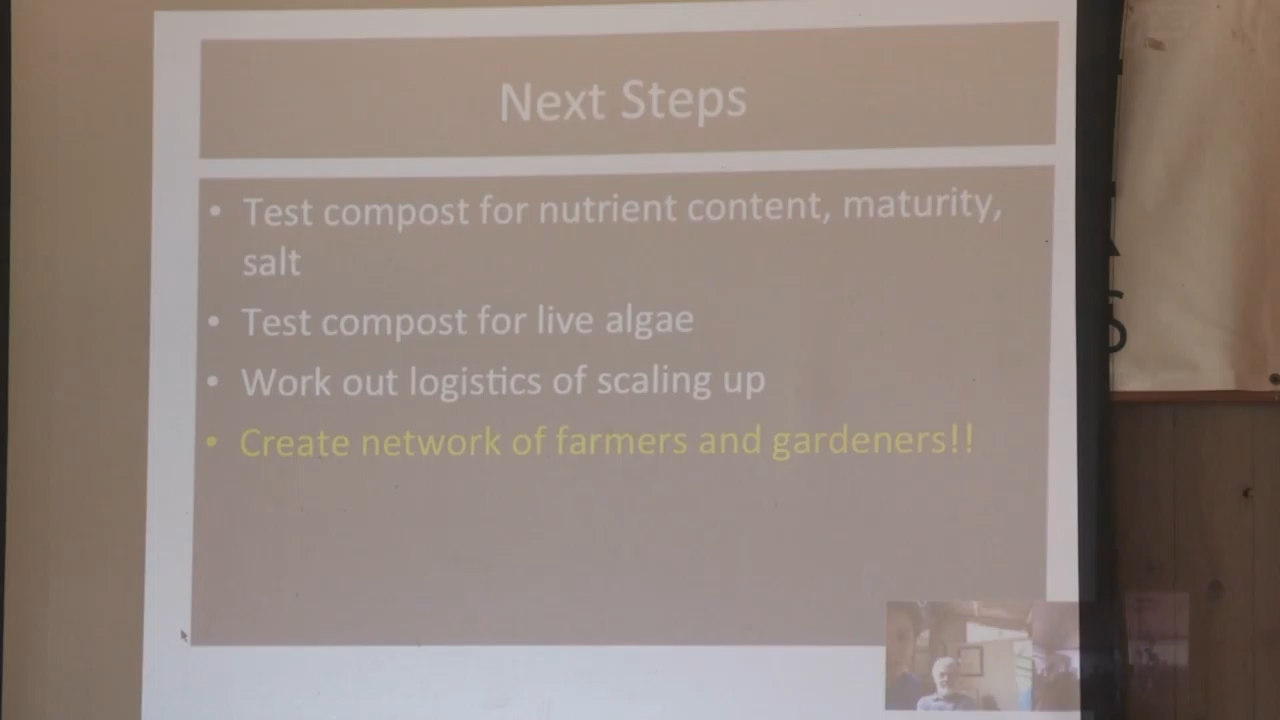 Next Steps
• Test compost for nutrient content, maturity,
salt
• Test compost for live algae
• Work out logistics of scaling up
• Create network of farmers and gardeners!!